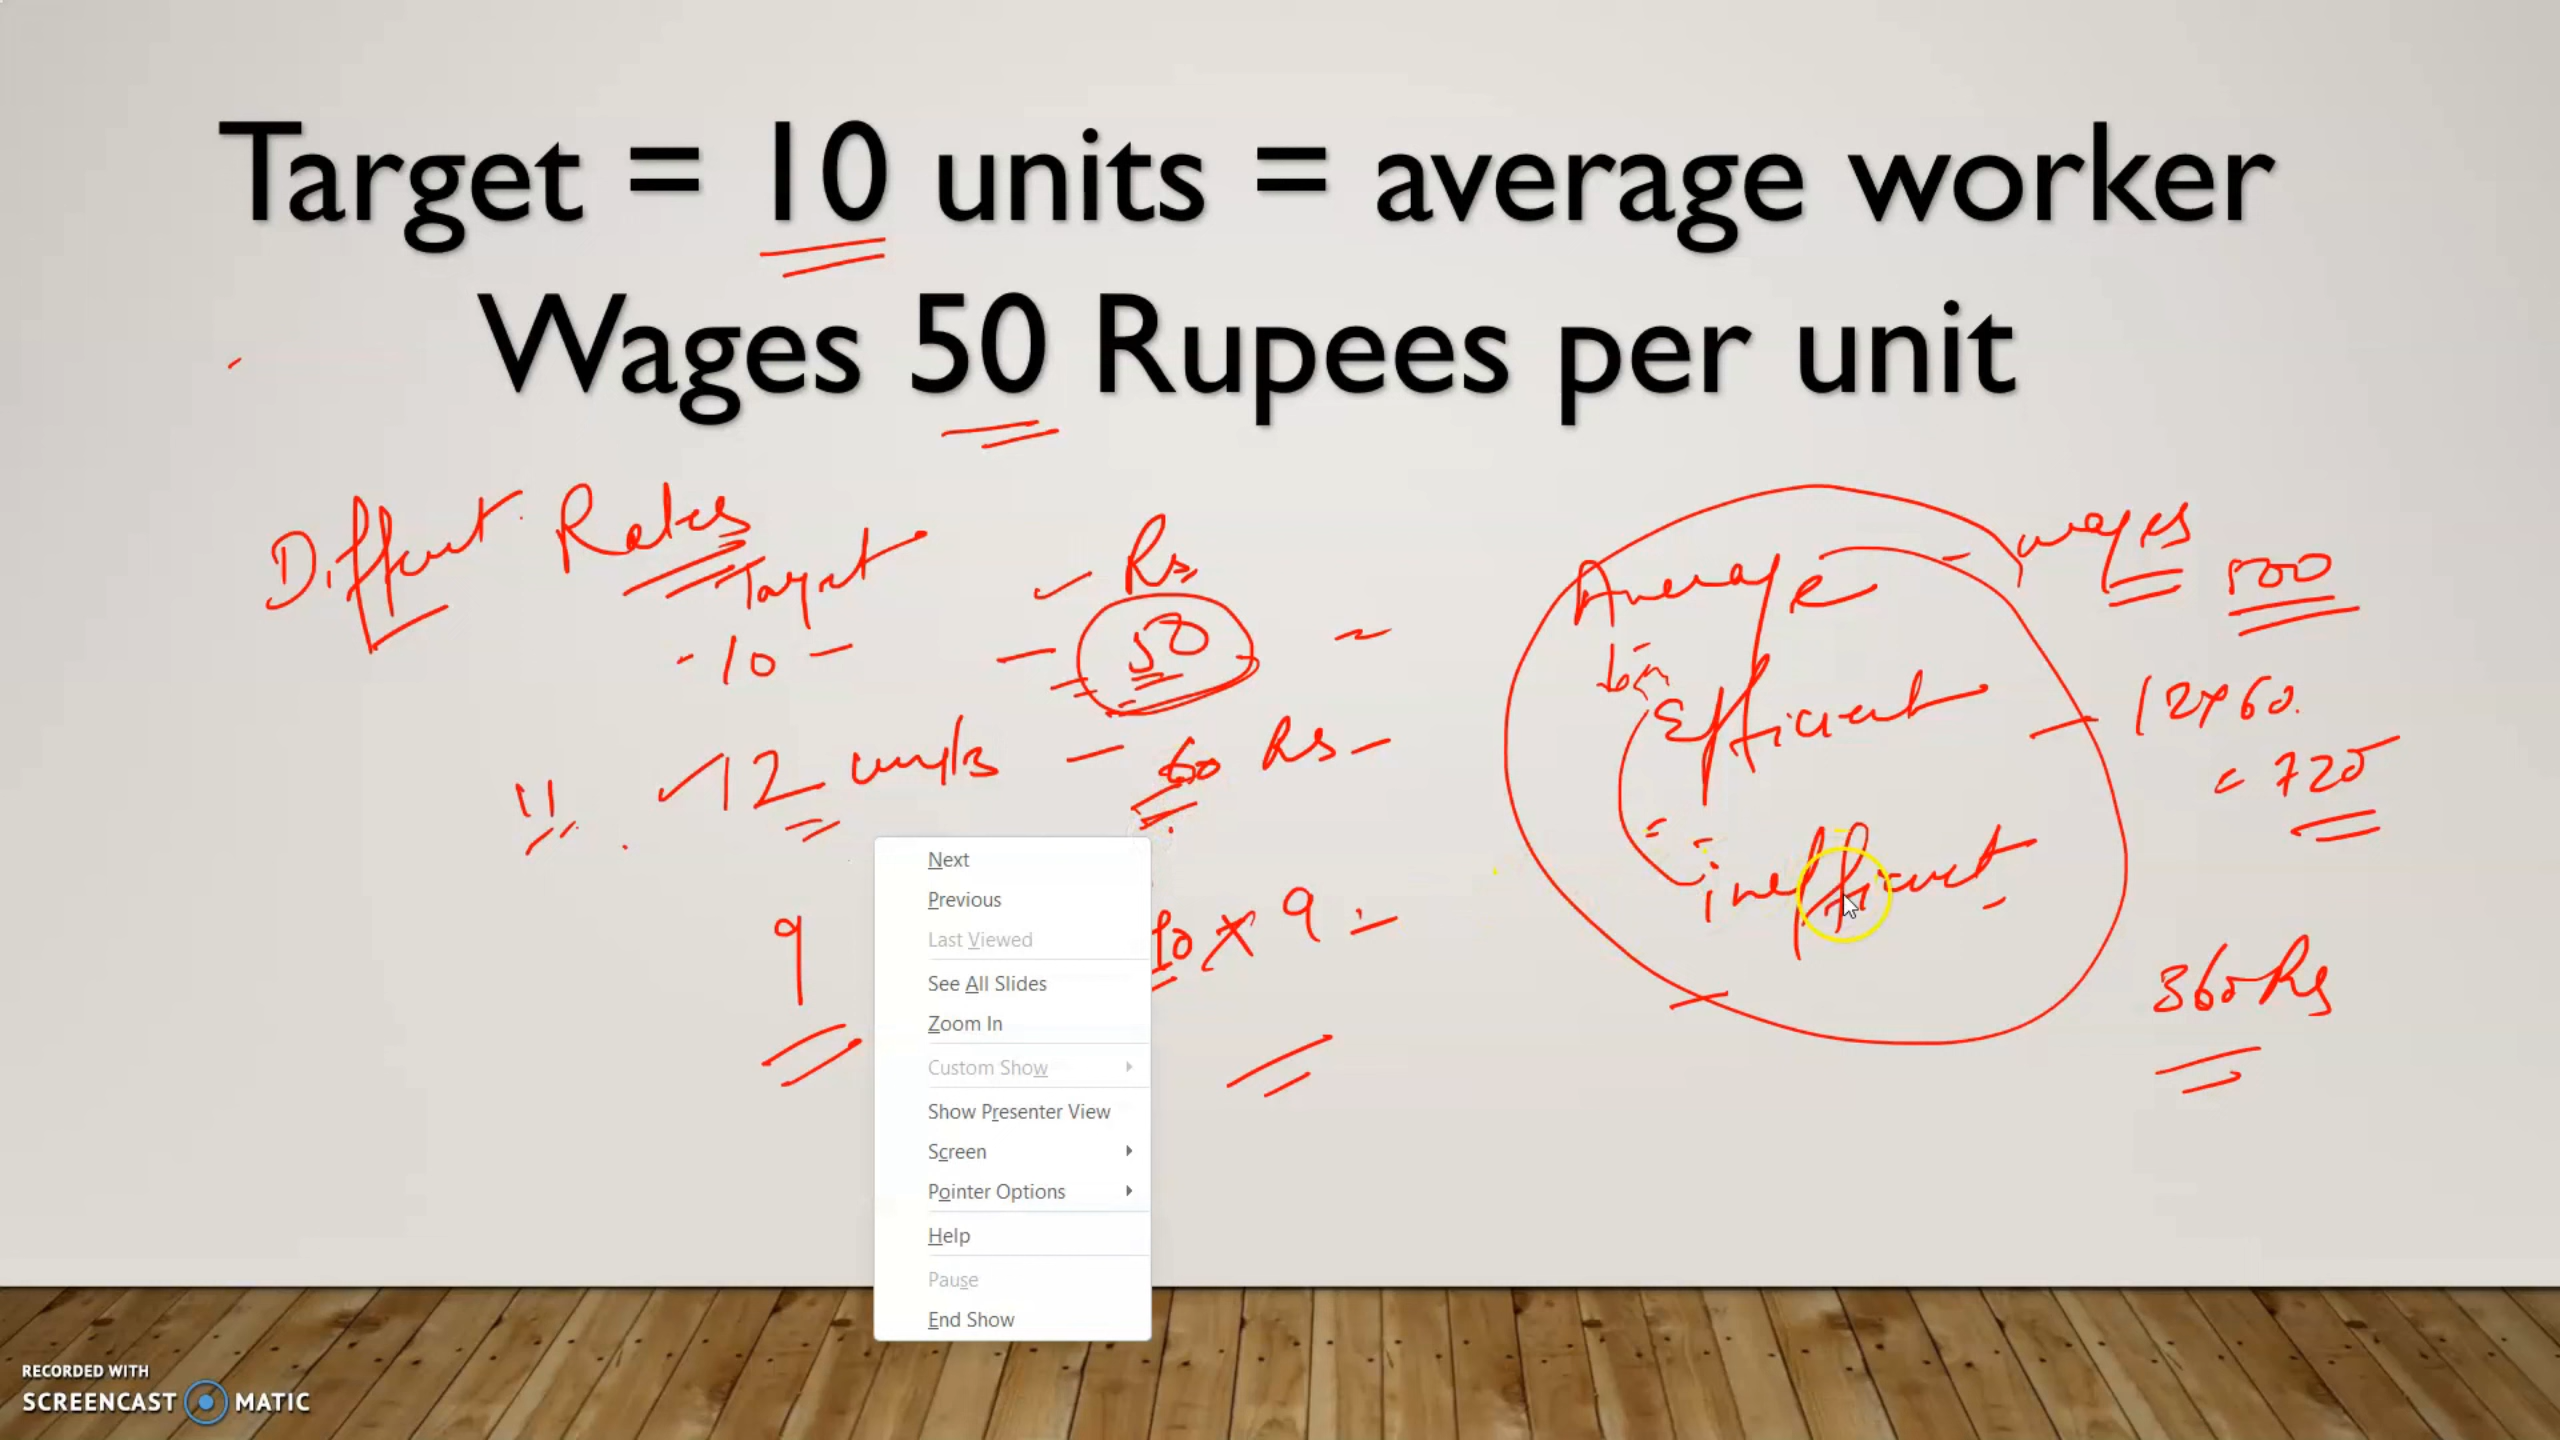 Target = 10 units = average worker
Wages 50 Rupees per unit
Different Rates
Target
Rs
Average - wages 500
- 10 - - 50
Efficient - 12 x 60.
12 units - 60 Rs -
= 720
inefficient
9
x 9 =
360 Rs
Next
Previous
Last Viewed
See All Slides
Zoom In
Custom Show
Show Presenter View
Screen
Pointer Options
Help
Pause
End Show
RECORDED WITH
SCREENCAST MATIC